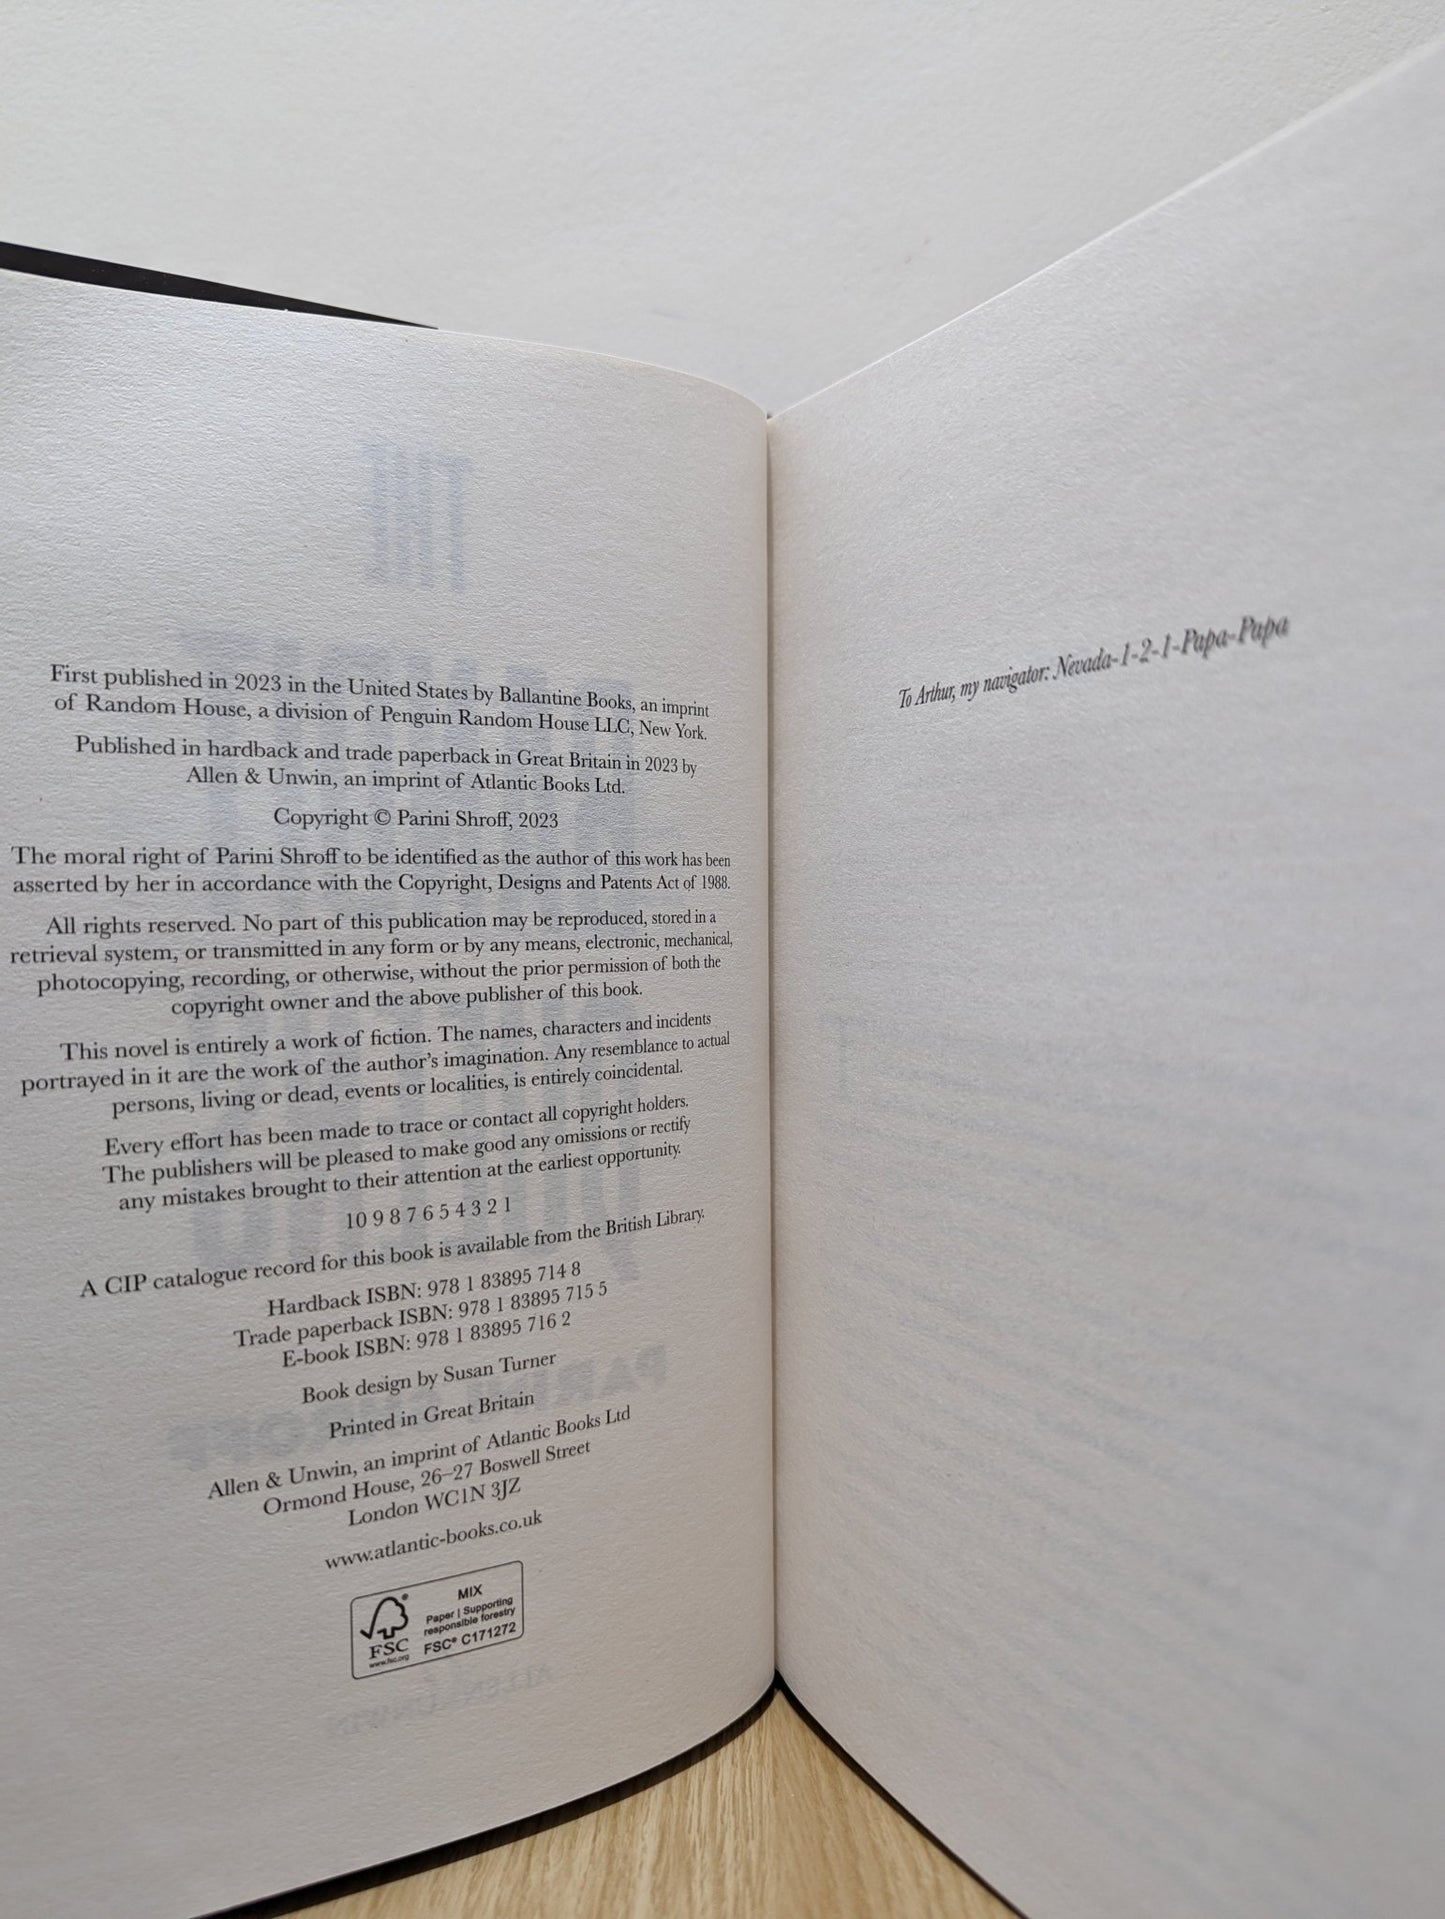 First published in 2023 in the United States by Ballantine Books, an imprint
of Random House, a division of Penguin Random House LLC, New York.
Published in hardback and trade paperback in Great Britain in 2023 by
Allen & Unwin, an imprint of Atlantic Books Ltd.
Copyright © Parini Shroff, 2023
The moral right of Parini Shroff to be identified as the author of this work has been
asserted by her in accordance with the Copyright, Designs and Patents Act of 1988.
All rights reserved. No part of this publication may be reproduced, stored in a
retrieval system, or transmitted in any form or by any means, electronic, mechanical,
photocopying, recording, or otherwise, without the prior permission of both the
copyright owner and the above publisher of this book.
This novel is entirely a work of fiction. The names, characters and incidents
portrayed in it are the work of the author's imagination. Any resemblance to actual
persons, living or dead, events or localities, is entirely coincidental.
Every effort has been made to trace or contact all copyright holders.
The publishers will be pleased to make good any omissions or rectify
any mistakes brought to their attention at the earliest opportunity.
10 9 8 7 6 5 4 3 2 1
A CIP catalogue record for this book is available from the British Library.
Hardback ISBN: 978 1 83895 714 8
Trade paperback ISBN: 978 1 83895 715 5
E-book ISBN: 978 1 83895 716 2
Book design by Susan Turner
Printed in Great Britain
Allen & Unwin, an imprint of Atlantic Books Ltd
Ormond House, 26–27 Boswell Street
London WC1N 3JZ
www.atlantic-books.co.uk
FSC
www.fsc.org
MIX
Paper | Supporting
responsible forestry
FSC® C171272
To Arthur, my navigator: Nevada-1-2-1-Papa-Papa